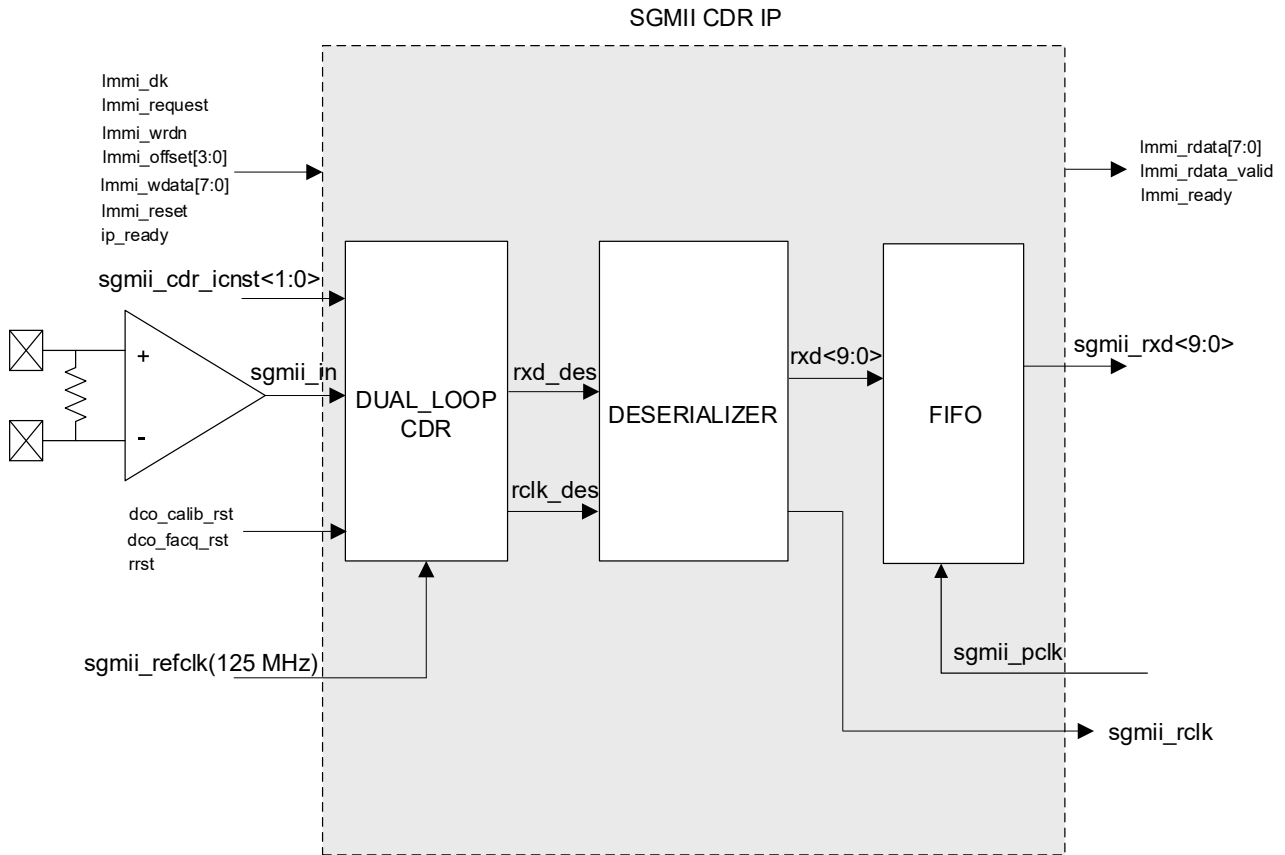 SGMII CDR IP
lmmi_clk
lmmi_request
lmmi_wrdn
lmmi_offset[3:0]
lmmi_wdata[7:0]
lmmi_reset
ip_ready
lmmi_rdata[7:0]
lmmi_rdata_valid
lmmi_ready
sgmii_cdr_icnst<1:0>
+
-
sgmii_in
DUAL_LOOP
CDR
rxd_des
rclk_des
DESERIALIZER
rxd<9:0>
FIFO
sgmii_rxd<9:0>
dco_calib_rst
dco_facq_rst
rrst
sgmii_refclk(125 MHz)
sgmii_pclk
sgmii_rclk